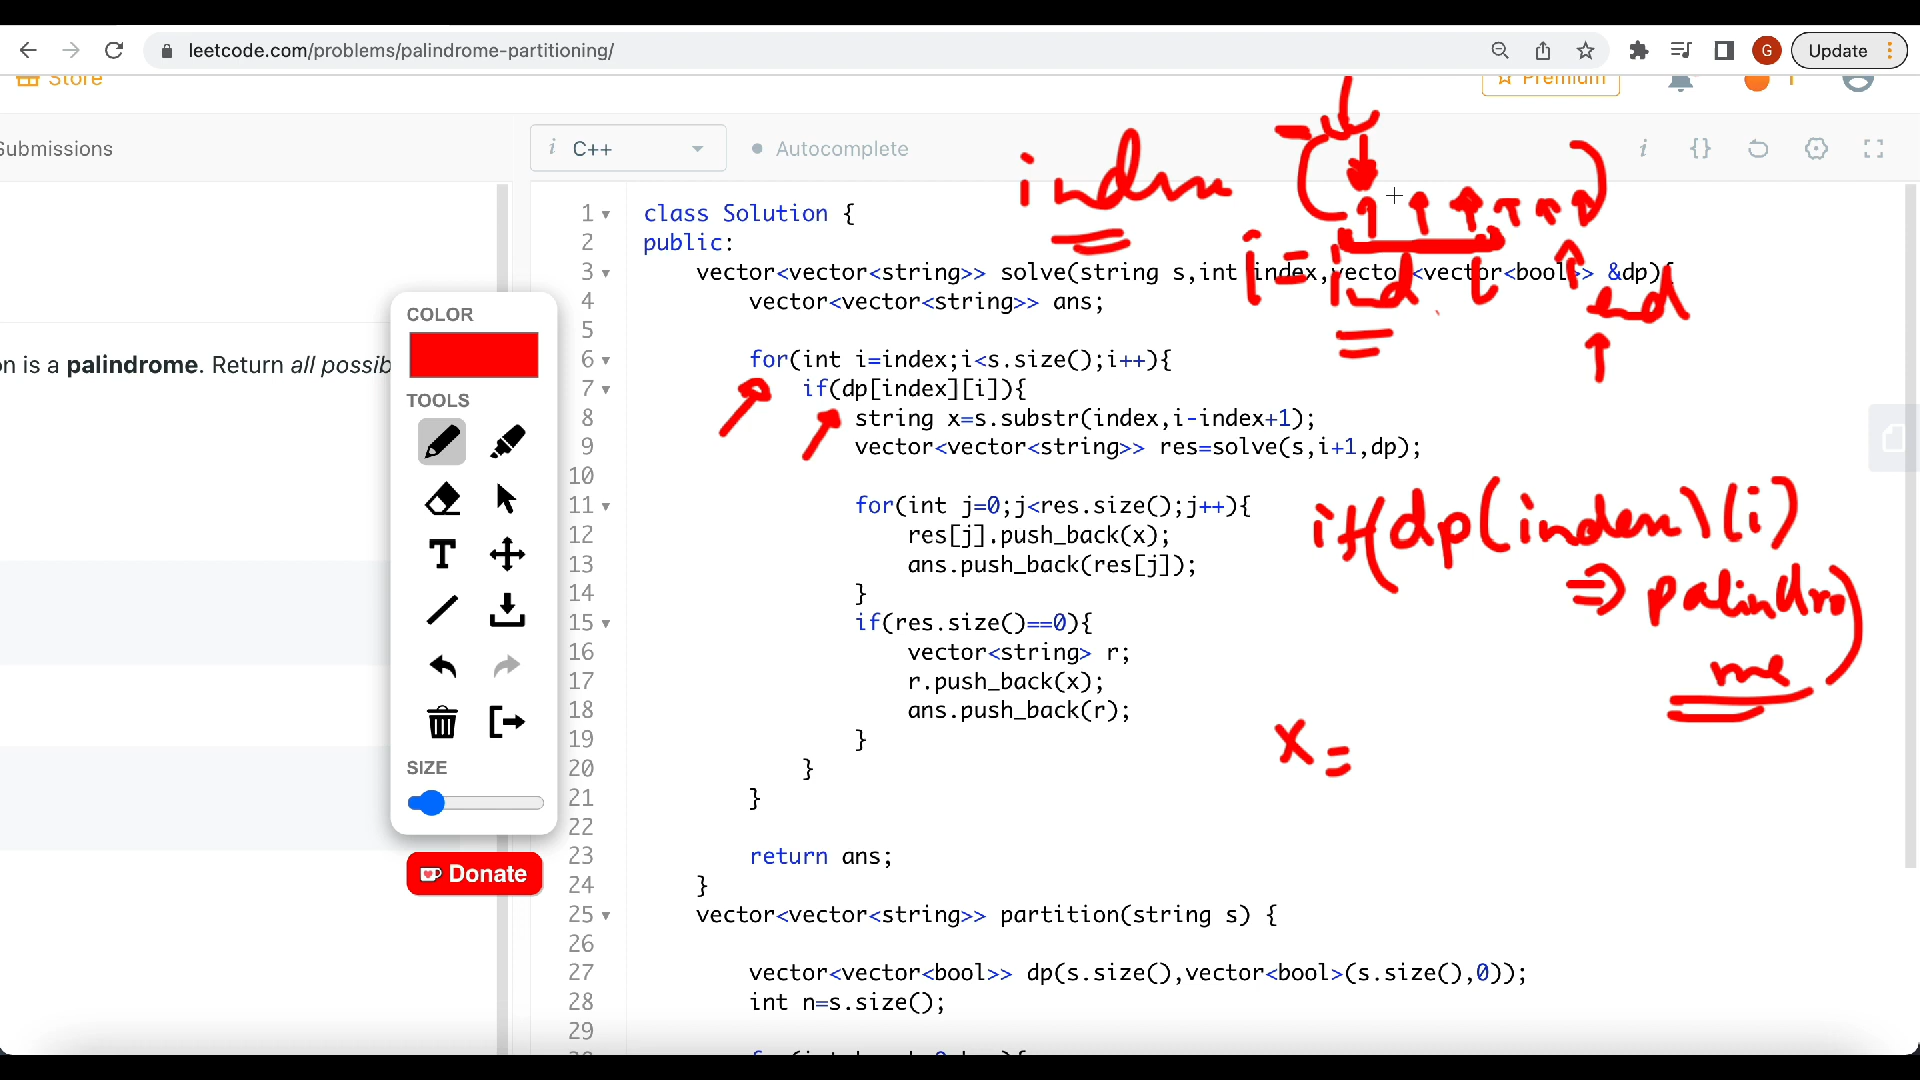 leetcode.com/problems/palindrome-partitioning/
G
Update
Store
Premium
1
Submissions
i C++
Autocomplete
i {}
index
i = ind i
end
on is a palindrome. Return all possib
COLOR
TOOLS
T
SIZE
Donate
1 class Solution {
2 public:
3 vector<vector<string>> solve(string s,int index,vector<vector<bool>> &dp){
4 vector<vector<string>> ans;
5
6 for(int i=index;i<s.size();i++){
7 if(dp[index][i]){
8 string x=s.substr(index,i-index+1);
9 vector<vector<string>> res=solve(s,i+1,dp);
10
11 for(int j=0;j<res.size();j++){
12 res[j].push_back(x);
13 ans.push_back(res[j]);
14 }
15 if(res.size()==0){
16 vector<string> r;
17 r.push_back(x);
18 ans.push_back(r);
19 }
20 }
21 }
22
23 return ans;
24 }
25 vector<vector<string>> partition(string s) {
26
27 vector<vector<bool>> dp(s.size(),vector<bool>(s.size(),0));
28 int n=s.size();
29
if(dp(index)(i)
=> palindro
me)
x =